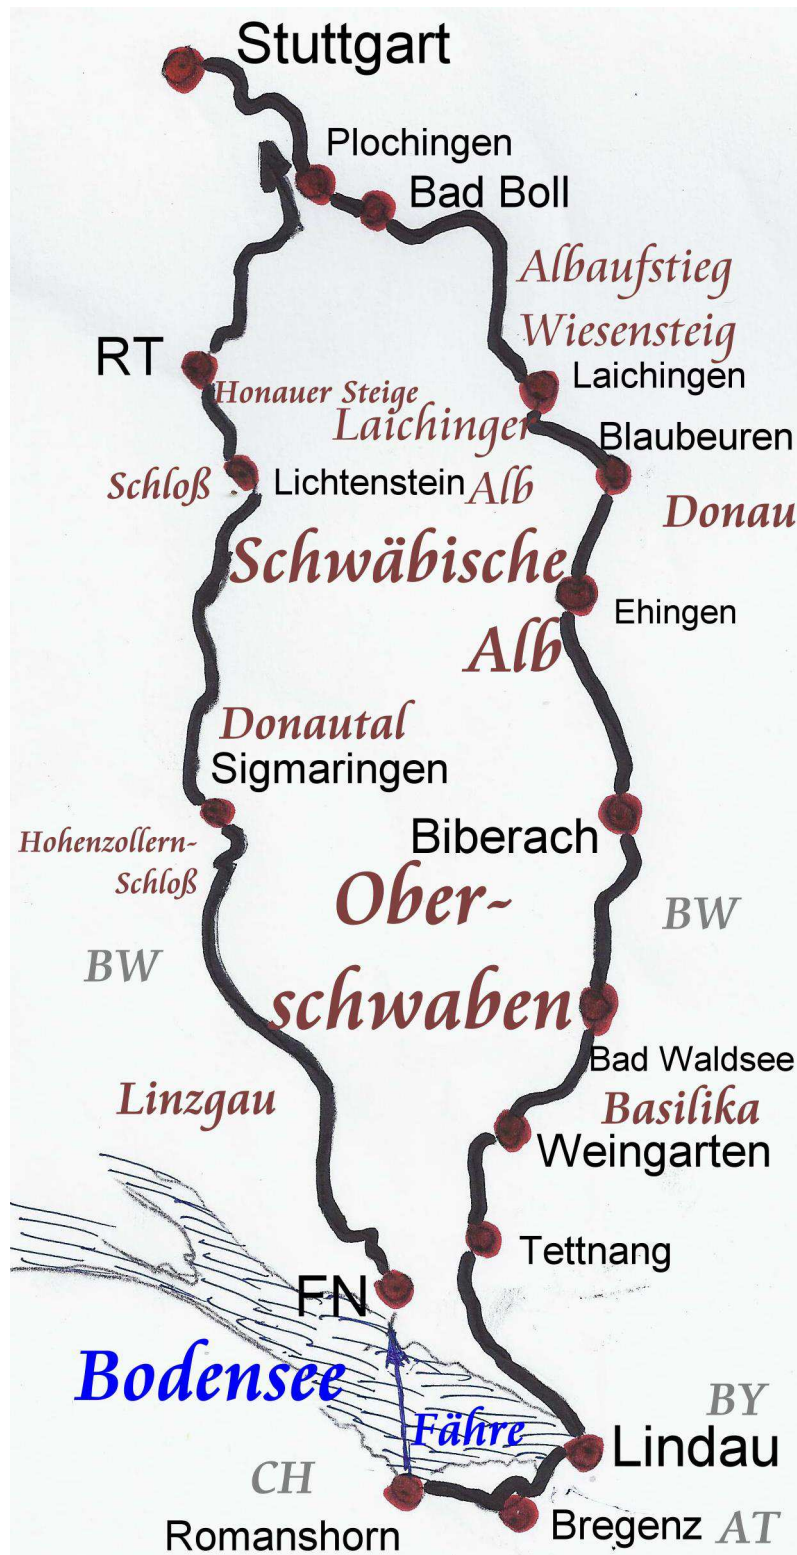 Stuttgart
Plochingen
Bad Boll
Albaufstieg
Wiesensteig
RT
Laichingen
Honauer Steige
Laichinger
Blaubeuren
Schloß
Lichtenstein
Alb
Donau
Schwäbische
Ehingen
Alb
Donautal
Sigmaringen
Biberach
Hohenzollern-
Schloß
Ober-
BW
BW
schwaben
Bad Waldsee
Linzgau
Basilika
Weingarten
Tettnang
FN
Bodensee
BY
Fähre
Lindau
CH
Romanshorn
Bregenz
AT